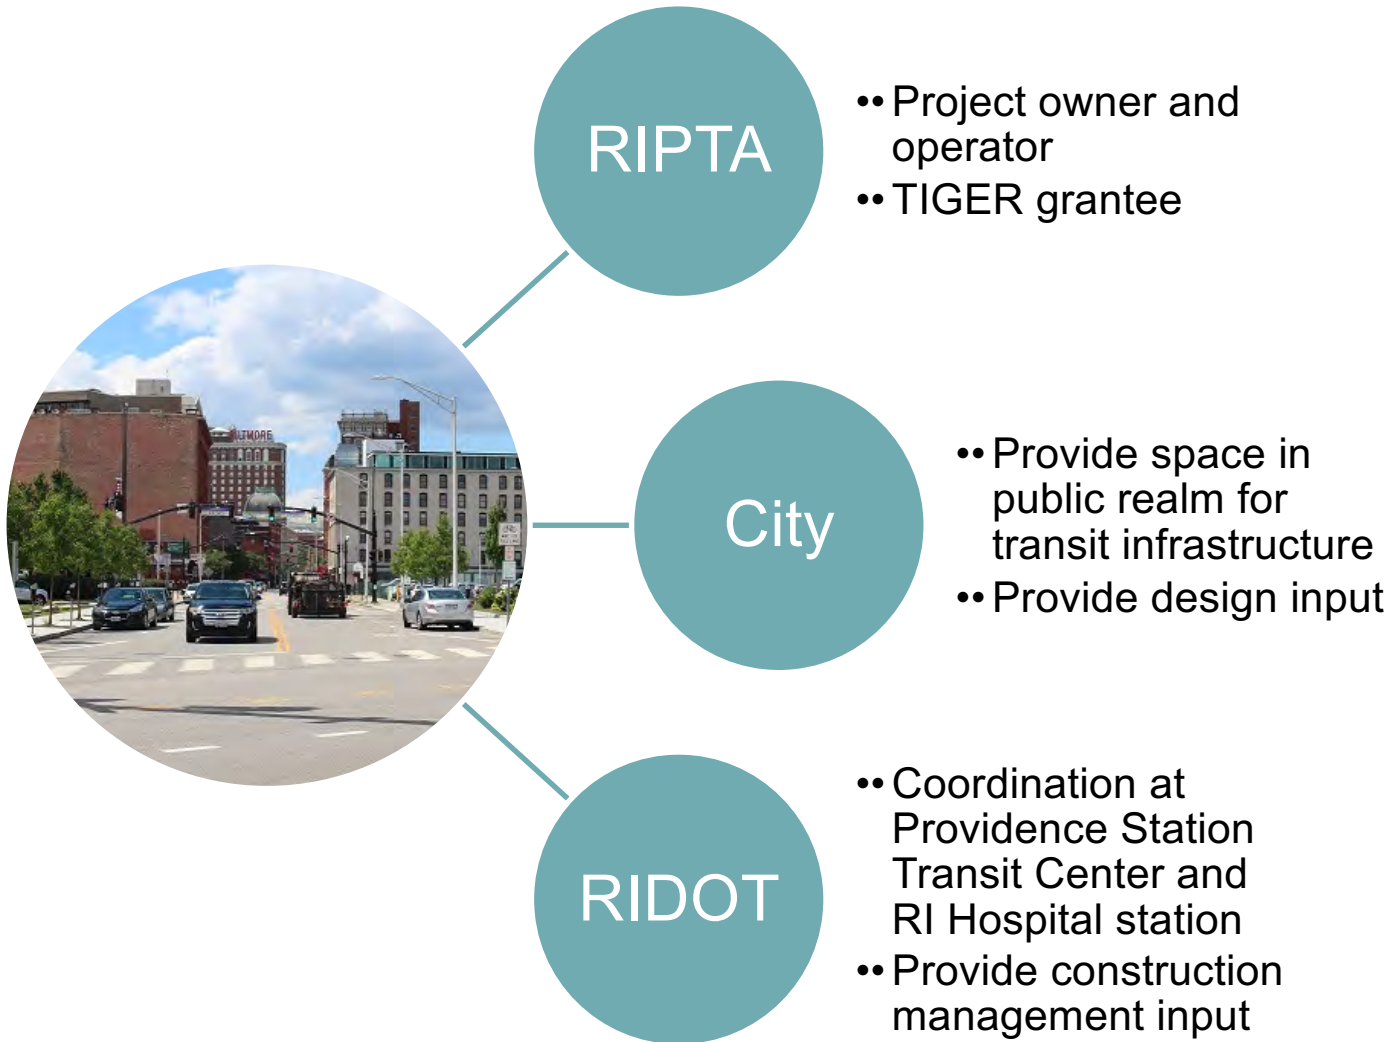 RIPTA
•• Project owner and
operator
•• TIGER grantee
LTMORE
City
•• Provide space in
public realm for
transit infrastructure
•• Provide design input
RIDOT
•• Coordination at
Providence Station
Transit Center and
RI Hospital station
•• Provide construction
management input